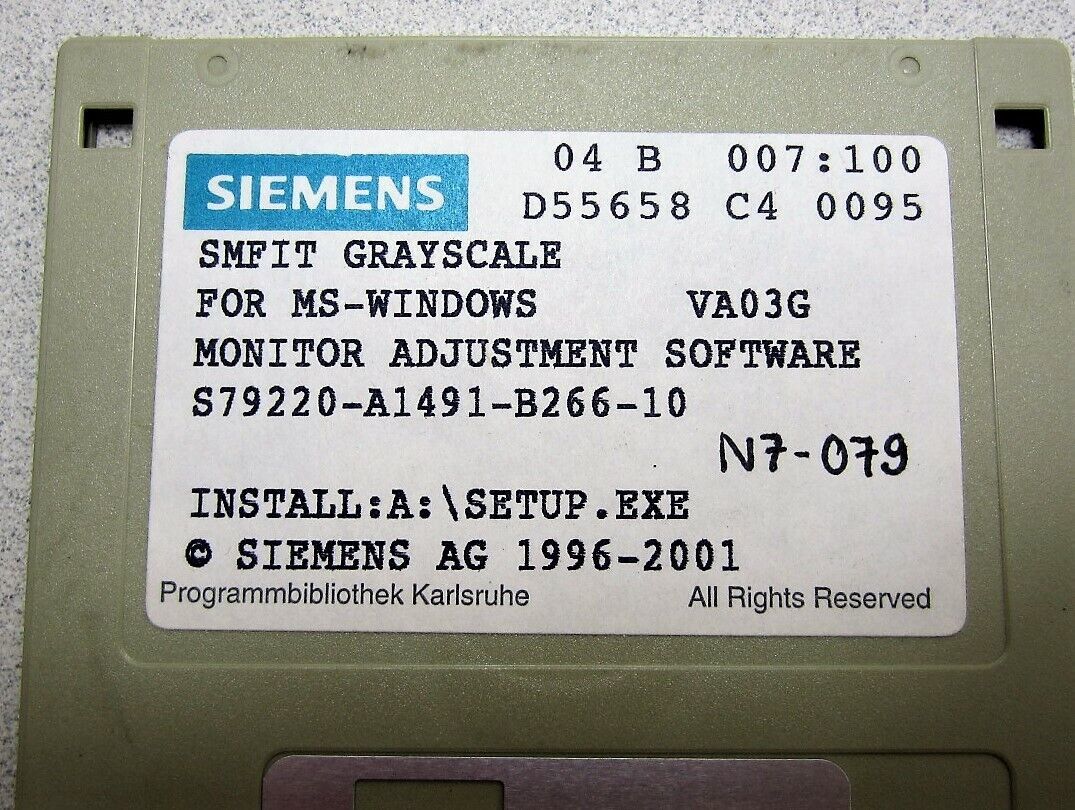 SIEMENS
04 B 007:100
D55658 C4 0095
SMFIT GRAYSCALE
FOR MS-WINDOWS VA03G
MONITOR ADJUSTMENT SOFTWARE
S79220-A1491-B266-10
N7-079
INSTALL:A:\SETUP.EXE
© SIEMENS AG 1996-2001
Programmbibliothek Karlsruhe All Rights Reserved